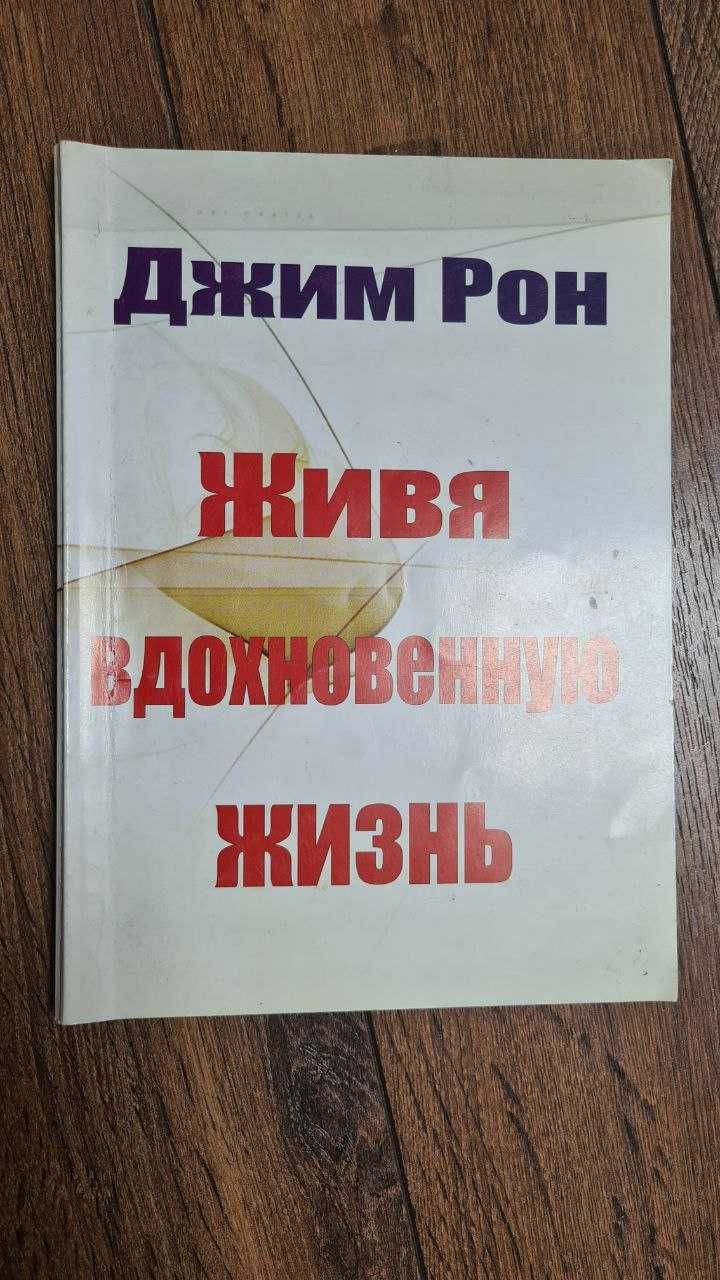 Джим Рон
Живя
вдохновенную
жизнь